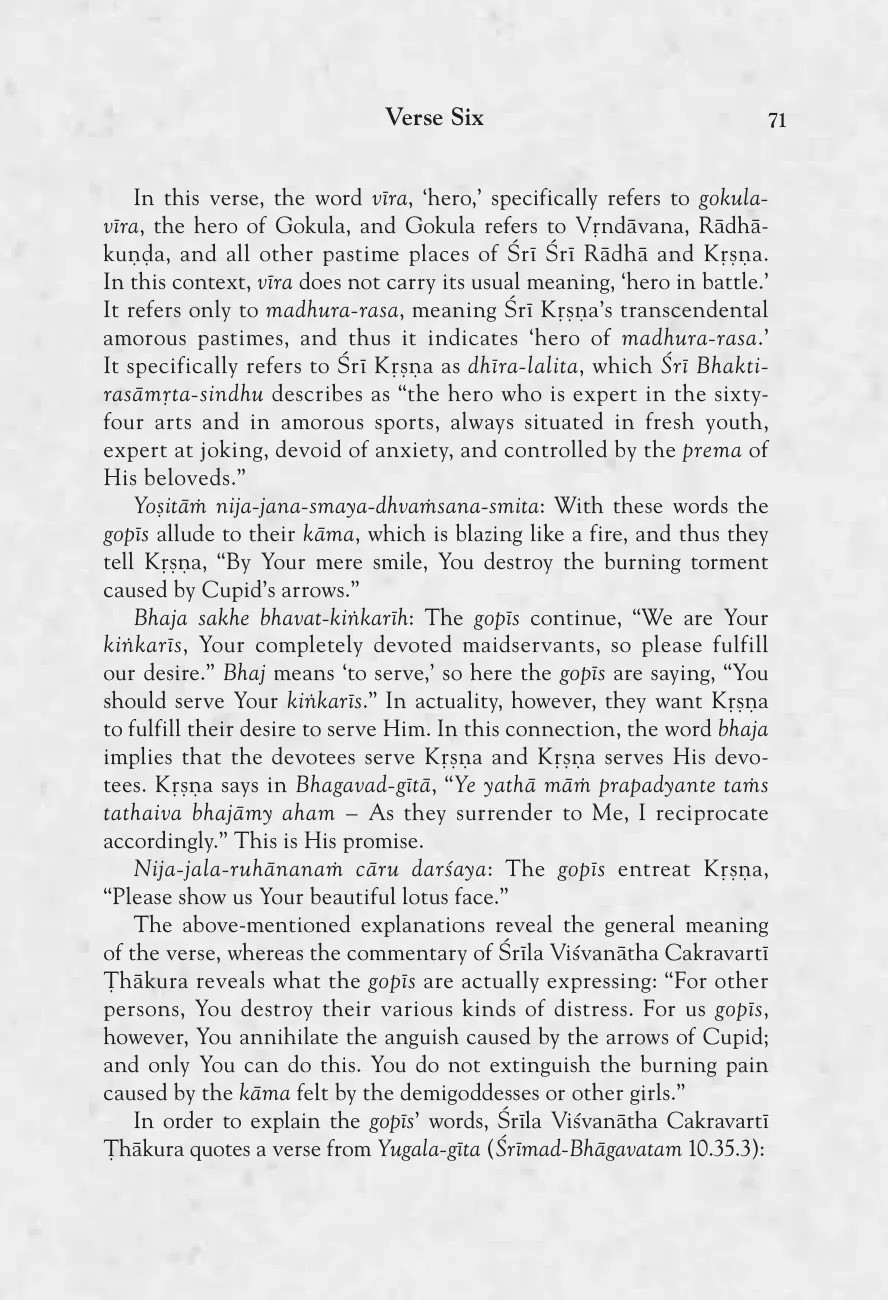 Verse Six 71
In this verse, the word vīra, ‘hero,’ specifically refers to gokula-
vīra, the hero of Gokula, and Gokula refers to Vṛndāvana, Rādhā-
kuṇḍa, and all other pastime places of Śrī Śrī Rādhā and Kṛṣṇa.
In this context, vīra does not carry its usual meaning, ‘hero in battle.’
It refers only to madhura-rasa, meaning Śrī Kṛṣṇa’s transcendental
amorous pastimes, and thus it indicates ‘hero of madhura-rasa.’
It specifically refers to Śrī Kṛṣṇa as dhīra-lalita, which Śrī Bhakti-
rasāmṛta-sindhu describes as “the hero who is expert in the sixty-
four arts and in amorous sports, always situated in fresh youth,
expert at joking, devoid of anxiety, and controlled by the prema of
His beloveds.”
Yoṣitāṁ nija-jana-smaya-dhvaṁsana-smita: With these words the
gopīs allude to their kāma, which is blazing like a fire, and thus they
tell Kṛṣṇa, “By Your mere smile, You destroy the burning torment
caused by Cupid’s arrows.”
Bhaja sakhe bhavat-kiṅkarīḥ: The gopīs continue, “We are Your
kiṅkarīs, Your completely devoted maidservants, so please fulfill
our desire.” Bhaj means ‘to serve,’ so here the gopīs are saying, “You
should serve Your kiṅkarīs.” In actuality, however, they want Kṛṣṇa
to fulfill their desire to serve Him. In this connection, the word bhaja
implies that the devotees serve Kṛṣṇa and Kṛṣṇa serves His devo-
tees. Kṛṣṇa says in Bhagavad-gītā, “Ye yathā māṁ prapadyante taṁs
tathaiva bhajāmy aham – As they surrender to Me, I reciprocate
accordingly.” This is His promise.
Nija-jala-ruhānanaṁ cāru darśaya: The gopīs entreat Kṛṣṇa,
“Please show us Your beautiful lotus face.”
The above-mentioned explanations reveal the general meaning
of the verse, whereas the commentary of Śrīla Viśvanātha Cakravartī
Ṭhākura reveals what the gopīs are actually expressing: “For other
persons, You destroy their various kinds of distress. For us gopīs,
however, You annihilate the anguish caused by the arrows of Cupid;
and only You can do this. You do not extinguish the burning pain
caused by the kāma felt by the demigoddesses or other girls.”
In order to explain the gopīs’ words, Śrīla Viśvanātha Cakravartī
Ṭhākura quotes a verse from Yugala-gīta (Śrīmad-Bhāgavatam 10.35.3):